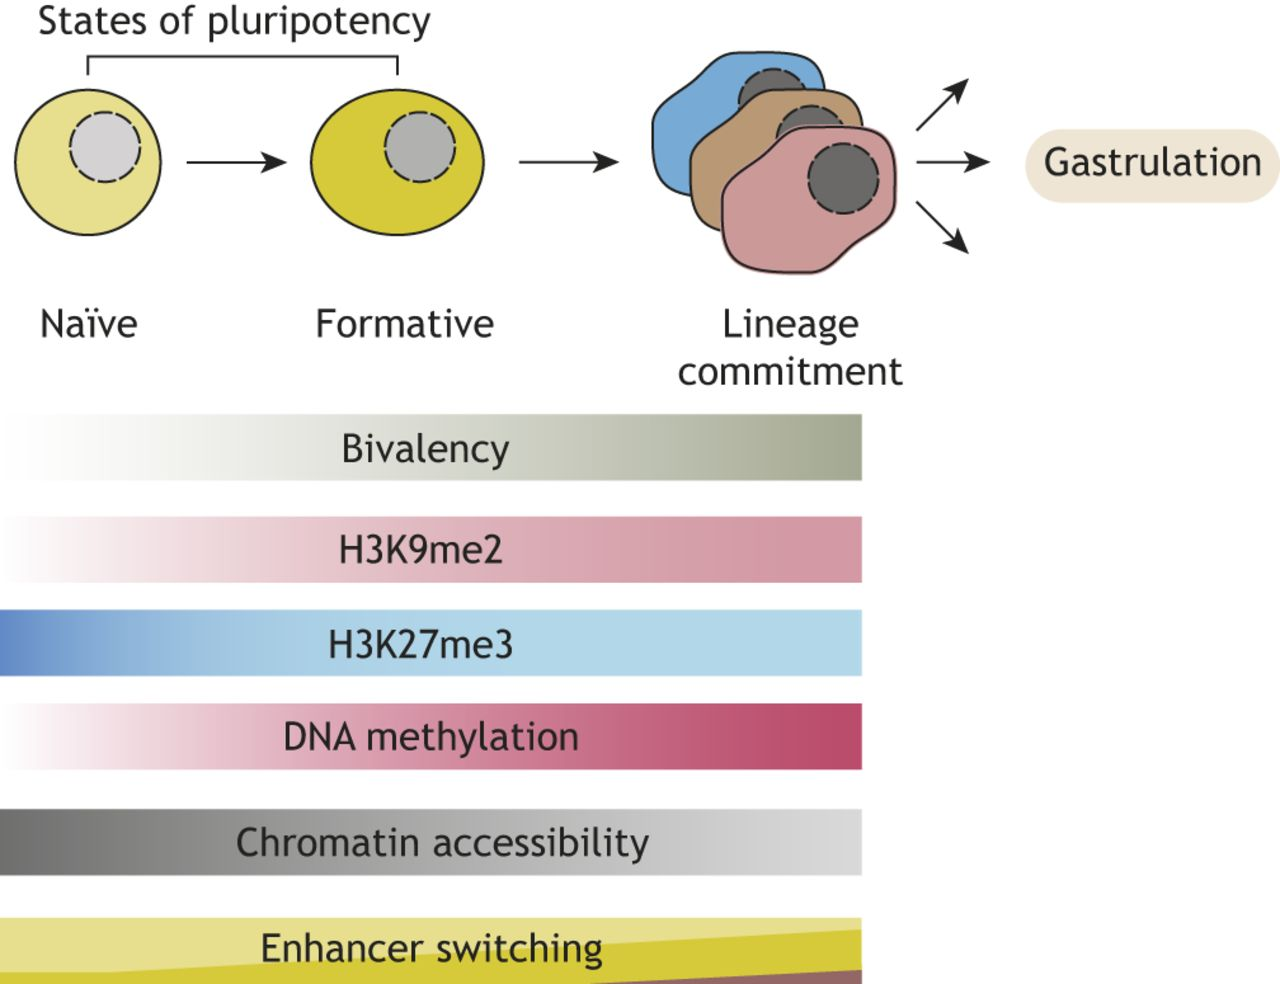 States of pluripotency
Gastrulation
Naïve
Formative
Lineage
commitment
Bivalency
H3K9me2
H3K27me3
DNA methylation
Chromatin accessibility
Enhancer switching